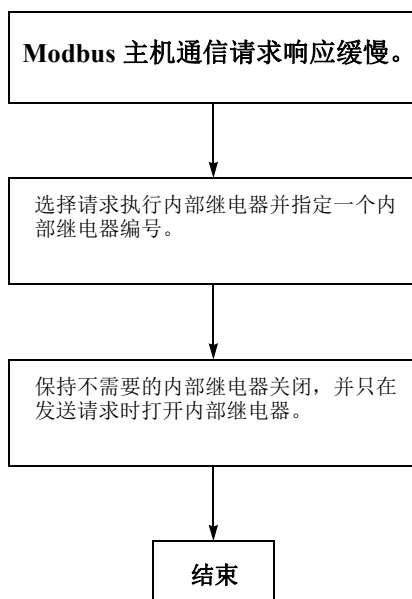 Modbus 主机通信请求响应缓慢。
选择请求执行内部继电器并指定一个内
部继电器编号。
保持不需要的内部继电器关闭，并只在
发送请求时打开内部继电器。
结束